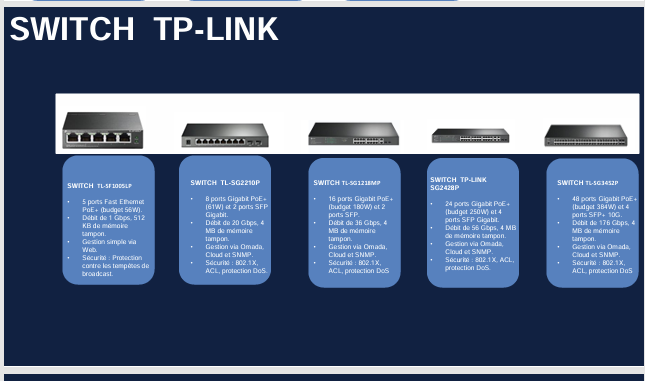 SWITCH TP-LINK
SWITCH TL-SF1005LP
• 5 ports Fast Ethernet
PoE+ (budget 56W).
• Débit de 1 Gbps, 512
KB de mémoire
tampon.
• Gestion simple via
Web.
• Sécurité : Protection
contre les tempêtes de
broadcast.
SWITCH TL-SG2210P
• 8 ports Gigabit PoE+
(61W) et 2 ports SFP
Gigabit.
• Débit de 20 Gbps, 4
MB de mémoire
tampon.
• Gestion via Omada,
Cloud et SNMP.
• Sécurité : 802.1X,
ACL, protection DoS.
SWITCH TL-SG1218MP
• 16 ports Gigabit PoE+
(budget 180W) et 2
ports SFP.
• Débit de 36 Gbps, 4
MB de mémoire
tampon.
• Gestion via Omada,
Cloud et SNMP.
• Sécurité : 802.1X,
ACL, protection DoS.
SWITCH TP-LINK
SG2428P
• 24 ports Gigabit PoE+
(budget 250W) et 4
ports SFP Gigabit.
• Débit de 56 Gbps, 4 MB
de mémoire tampon.
• Gestion via Omada,
Cloud et SNMP.
• Sécurité : 802.1X, ACL,
protection DoS.
SWITCH TL-SG3452P
• 48 ports Gigabit PoE+
(budget 384W) et 4
ports SFP+ 10G.
• Débit de 176 Gbps, 4
MB de mémoire
tampon.
• Gestion via Omada,
Cloud et SNMP.
• Sécurité : 802.1X,
ACL, protection DoS